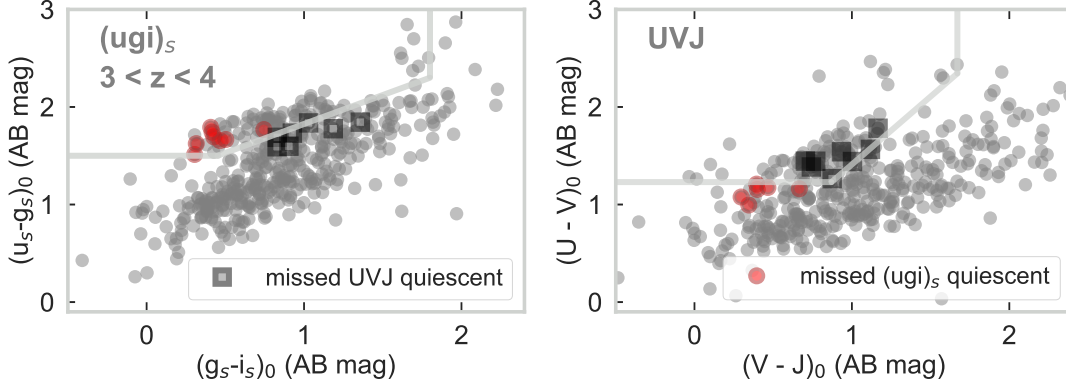 (ugi)s
3 < z < 4
3
2
1
0
(us-gs)0 (AB mag)
missed UVJ quiescent
0
1
2
(gs-is)0 (AB mag)
UVJ
3
2
1
0
(U - V)0 (AB mag)
missed (ugi)s quiescent
0
1
2
(V - J)0 (AB mag)